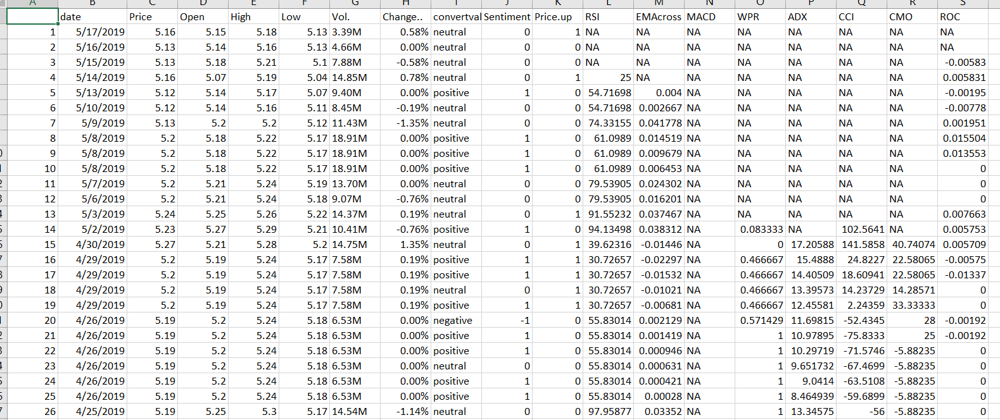 A B C D E F G H I J K L M N O P Q R S
date Price Open High Low Vol. Change.. convertval Sentiment Price.up RSI EMAcross MACD WPR ADX CCI CMO ROC
1 5/17/2019 5.16 5.15 5.18 5.13 3.39M 0.58% neutral 0 1 NA NA NA NA NA NA NA NA
2 5/16/2019 5.13 5.14 5.16 5.13 4.66M 0.00% neutral 0 0 NA NA NA NA NA NA NA NA
3 5/15/2019 5.13 5.18 5.21 5.1 7.88M -0.58% neutral 0 0 NA NA NA NA NA NA NA -0.00583
4 5/14/2019 5.16 5.07 5.19 5.04 14.85M 0.78% neutral 0 1 25 NA NA NA NA NA NA 0.005831
5 5/13/2019 5.12 5.14 5.17 5.07 9.40M 0.00% positive 1 0 54.71698 0.004 NA NA NA NA NA -0.00195
6 5/10/2019 5.12 5.14 5.16 5.11 8.45M -0.19% neutral 0 0 54.71698 0.002667 NA NA NA NA NA -0.00778
7 5/9/2019 5.13 5.2 5.2 5.12 11.43M -1.35% neutral 0 0 74.33155 0.041778 NA NA NA NA NA 0.001951
8 5/8/2019 5.2 5.18 5.22 5.17 18.91M 0.00% positive 1 0 61.0989 0.014519 NA NA NA NA NA 0.015504
9 5/8/2019 5.2 5.18 5.22 5.17 18.91M 0.00% positive 1 0 61.0989 0.009679 NA NA NA NA NA 0.013553
10 5/8/2019 5.2 5.18 5.22 5.17 18.91M 0.00% positive 1 0 61.0989 0.006453 NA NA NA NA NA 0
11 5/7/2019 5.2 5.21 5.24 5.19 13.70M 0.00% neutral 0 0 79.53905 0.024302 NA NA NA NA NA 0
12 5/6/2019 5.2 5.21 5.24 5.18 9.07M -0.76% neutral 0 0 79.53905 0.016201 NA NA NA NA NA 0
13 5/3/2019 5.24 5.25 5.26 5.22 14.37M 0.19% neutral 0 1 91.55232 0.037467 NA NA NA NA NA 0.007663
14 5/2/2019 5.23 5.27 5.29 5.21 10.41M -0.76% positive 1 0 94.13498 0.038312 NA 0.083333 NA 102.5641 NA 0.005753
15 4/30/2019 5.27 5.21 5.28 5.2 14.75M 1.35% neutral 0 1 39.62316 -0.01446 NA 0 17.20588 141.5858 40.74074 0.005709
16 4/29/2019 5.2 5.19 5.24 5.17 7.58M 0.19% positive 1 1 30.72657 -0.02297 NA 0.466667 15.4888 24.8227 22.58065 -0.00575
17 4/29/2019 5.2 5.19 5.24 5.17 7.58M 0.19% positive 1 1 30.72657 -0.01532 NA 0.466667 14.40509 18.60941 22.58065 -0.01337
18 4/29/2019 5.2 5.19 5.24 5.17 7.58M 0.19% neutral 0 1 30.72657 -0.01021 NA 0.466667 13.39573 14.23729 14.28571 0
19 4/29/2019 5.2 5.19 5.24 5.17 7.58M 0.19% positive 1 1 30.72657 -0.00681 NA 0.466667 12.45581 2.24359 33.33333 0
20 4/26/2019 5.19 5.2 5.24 5.18 6.53M 0.00% negative -1 0 55.83014 0.002129 NA 0.571429 11.69815 -52.4345 28 -0.00192
21 4/26/2019 5.19 5.2 5.24 5.18 6.53M 0.00% positive 1 0 55.83014 0.001419 NA 1 10.97895 -75.8333 25 -0.00192
22 4/26/2019 5.19 5.2 5.24 5.18 6.53M 0.00% positive 1 0 55.83014 0.000946 NA 1 10.29719 -71.5746 -5.88235 0
23 4/26/2019 5.19 5.2 5.24 5.18 6.53M 0.00% neutral 0 0 55.83014 0.000631 NA 1 9.651732 -67.4699 -5.88235 0
24 4/26/2019 5.19 5.2 5.24 5.18 6.53M 0.00% positive 1 0 55.83014 0.000421 NA 1 9.0414 -63.5108 -5.88235 0
25 4/26/2019 5.19 5.2 5.24 5.18 6.53M 0.00% positive 1 0 55.83014 0.00028 NA 1 8.464939 -59.6899 -5.88235 0
26 4/25/2019 5.19 5.25 5.3 5.17 14.54M -1.14% neutral 0 0 97.95877 0.03352 NA 1 13.34575 -56 -5.88235 0